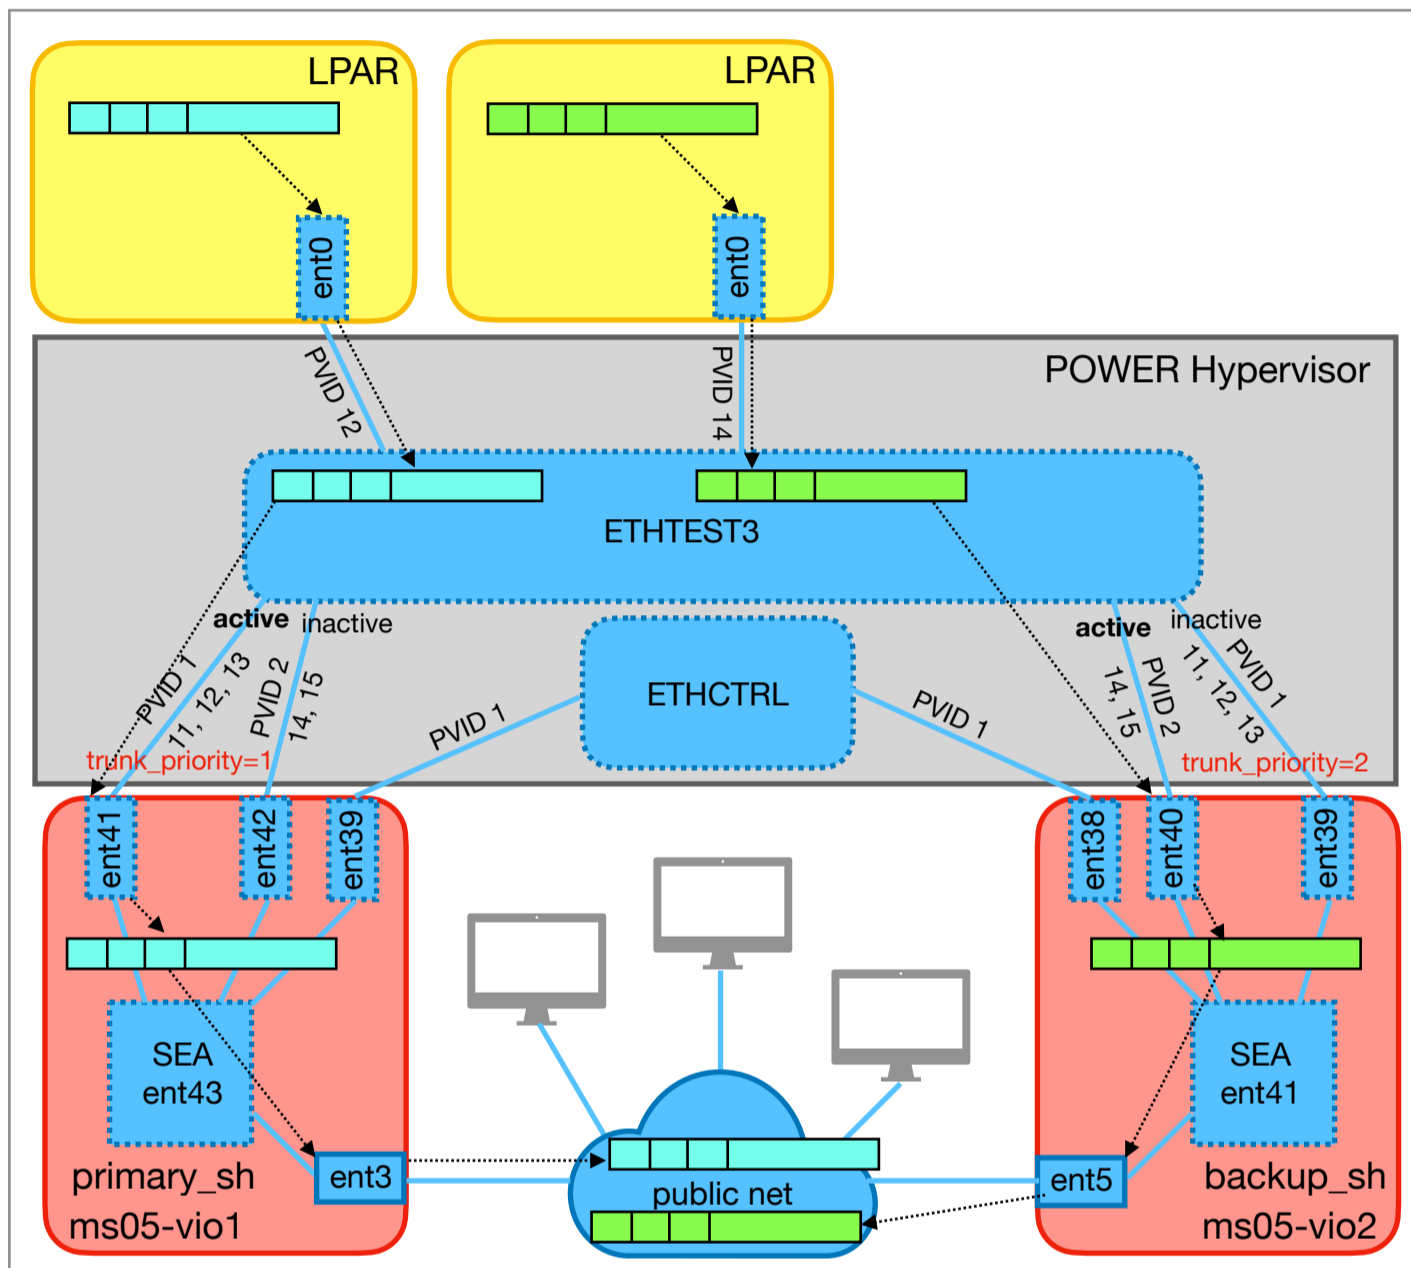 LPAR
LPAR
ent0
ent0
POWER Hypervisor
PVID 12
PVID 14
ETHTEST3
active
inactive
active
inactive
PVID 1
11, 12, 13
PVID 2
14, 15
ETHCTRL
PVID 1
PVID 1
14, 15
PVID 2
11, 12, 13
PVID 1
trunk_priority=1
trunk_priority=2
ent41
ent42
ent39
ent38
ent40
ent39
SEA
ent43
SEA
ent41
primary_sh
ms05-vio1
ent3
public net
ent5
backup_sh
ms05-vio2